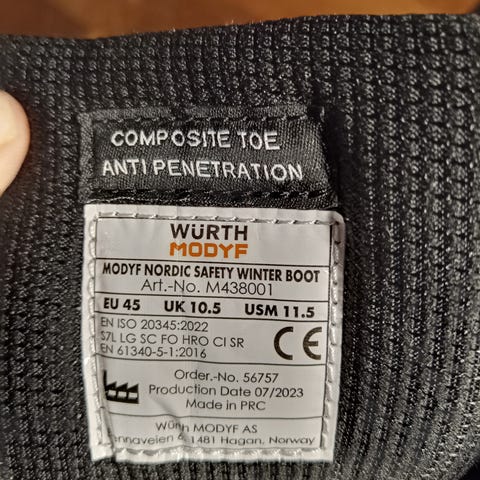 COMPOSITE TOE
ANTI PENETRATION
WÜRTH
MODYF
MODYF NORDIC SAFETY WINTER BOOT
Art.-No. M438001
EU 45 UK 10.5 USM 11.5
EN ISO 20345:2022
S7L LG SC FO HRO CI SR
EN 61340-5-1:2016
CE
Order.-No. 56757
Production Date 07/2023
Made in PRC
Würth MODYF AS
1481 Hagan, Norway